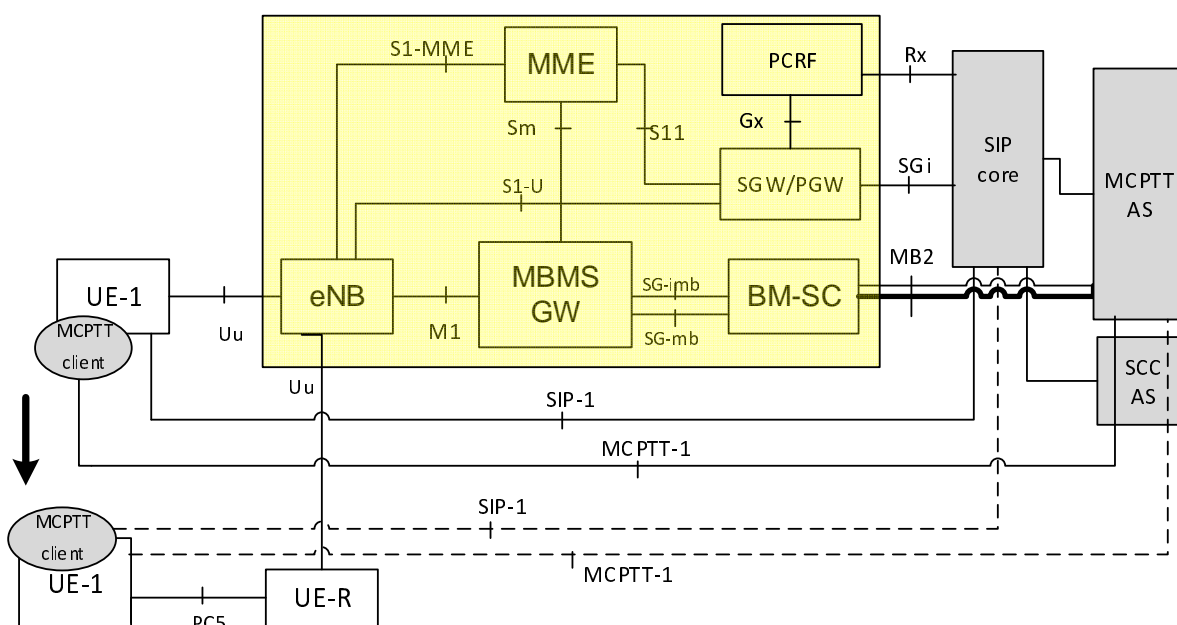 S1-MME
MME
PCRF
Rx
Sm
S11
Gx
SIP
core
MCPTT
AS
S1-U
SGW/PGW
SGi
MB2
UE-1
Uu
eNB
M1
MBMS
GW
SG-imb
SG-mb
BM-SC
MCPTT
client
Uu
SCC
AS
SIP-1
MCPTT-1
SIP-1
MCPTT
client
MCPTT-1
UE-1
PC5
UE-R